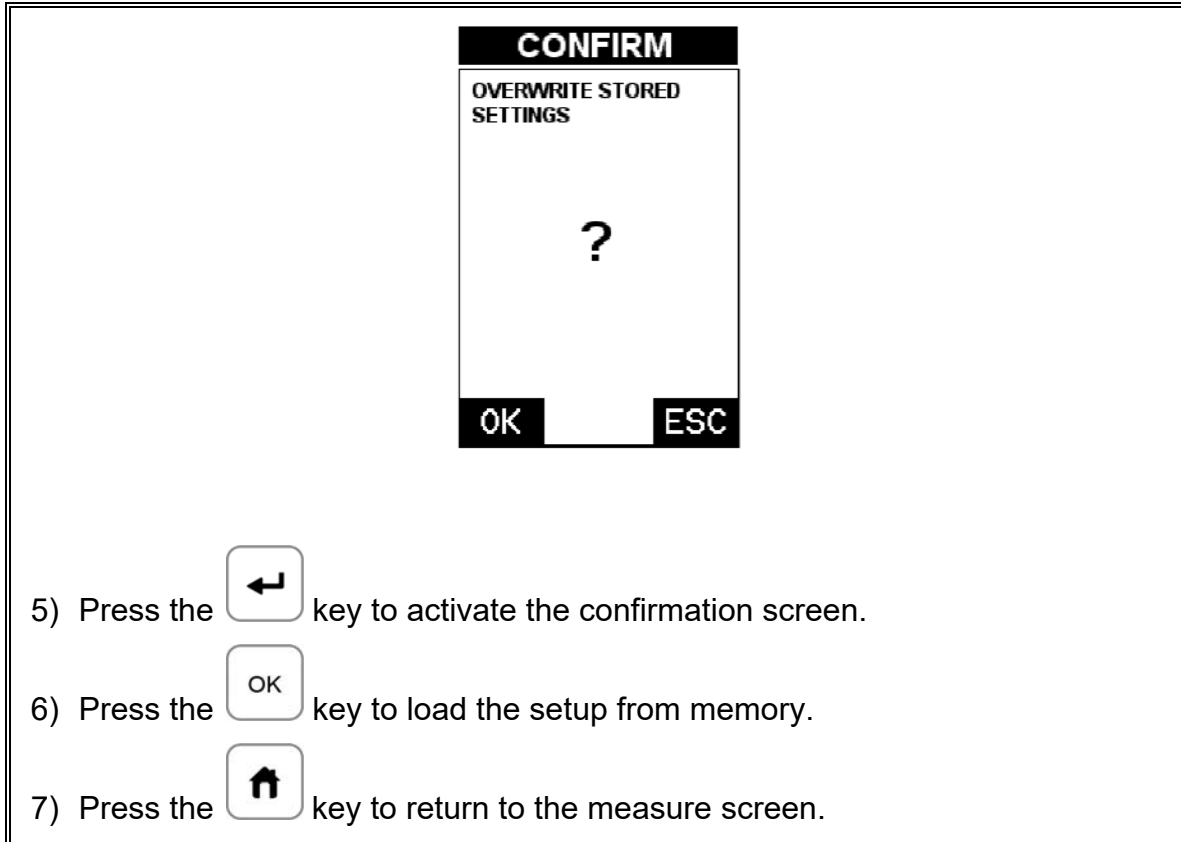 CONFIRM
OVERWRITE STORED
SETTINGS
?
OK ESC
5) Press the key to activate the confirmation screen.
6) Press the OK key to load the setup from memory.
7) Press the key to return to the measure screen.